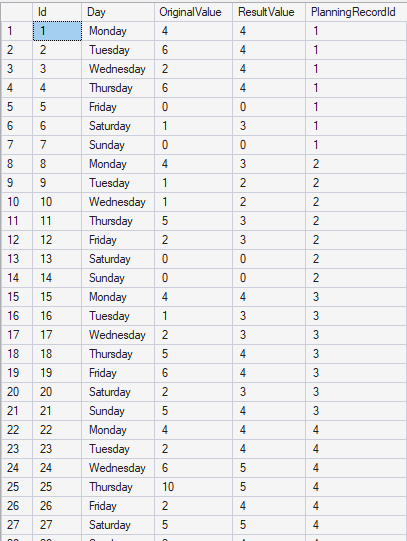 Id Day OriginalValue ResultValue PlanningRecordId
1 1 Monday 4 4 1
2 2 Tuesday 6 4 1
3 3 Wednesday 2 4 1
4 4 Thursday 6 4 1
5 5 Friday 0 0 1
6 6 Saturday 1 3 1
7 7 Sunday 0 0 1
8 8 Monday 4 3 2
9 9 Tuesday 1 2 2
10 10 Wednesday 1 2 2
11 11 Thursday 5 3 2
12 12 Friday 2 3 2
13 13 Saturday 0 0 2
14 14 Sunday 0 0 2
15 15 Monday 4 4 3
16 16 Tuesday 1 3 3
17 17 Wednesday 2 3 3
18 18 Thursday 5 4 3
19 19 Friday 6 4 3
20 20 Saturday 2 3 3
21 21 Sunday 5 4 3
22 22 Monday 4 4 4
23 23 Tuesday 2 4 4
24 24 Wednesday 6 5 4
25 25 Thursday 10 5 4
26 26 Friday 2 4 4
27 27 Saturday 5 5 4